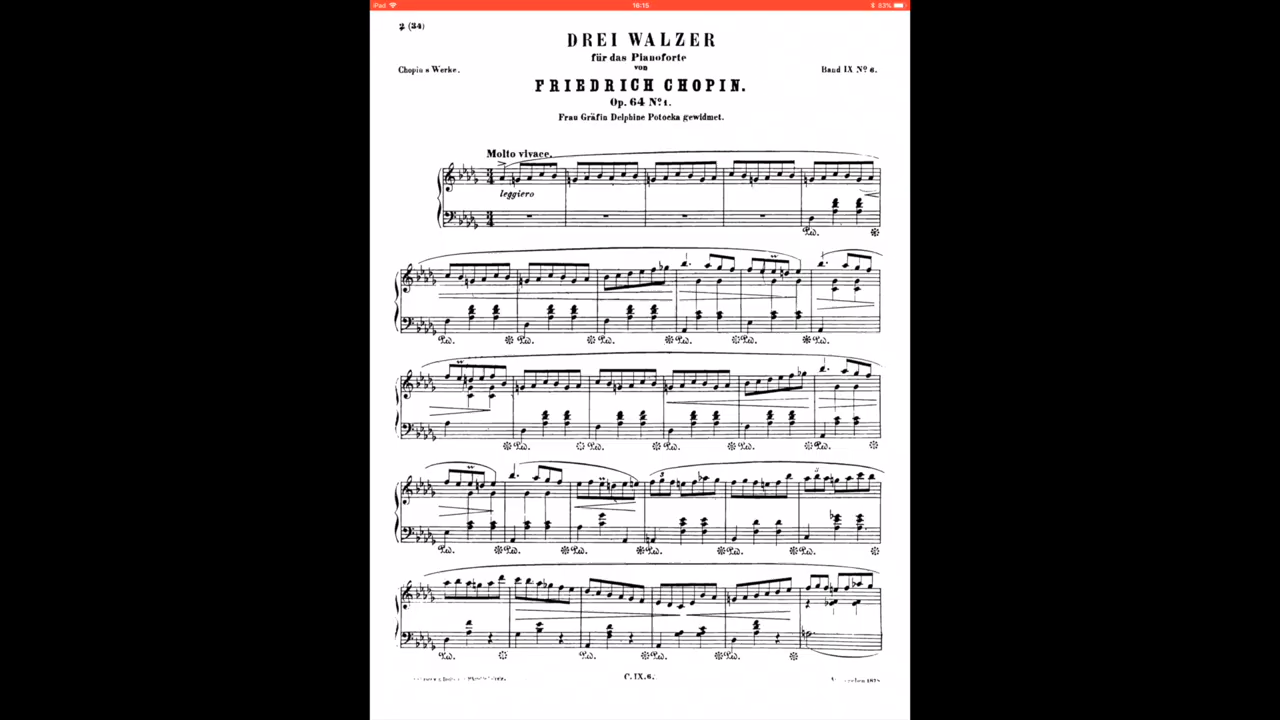 iPad 16:15 83%
2 (34)
DREI WALZER
für das Pianoforte
von
Chopin s Werke. Band IX Nº 6.
FRIEDRICH CHOPIN.
Op. 64 Nº 1.
Frau Gräfin Delphine Potocka gewidmet.
Molto vivace.
leggiero
C. IX. 6.